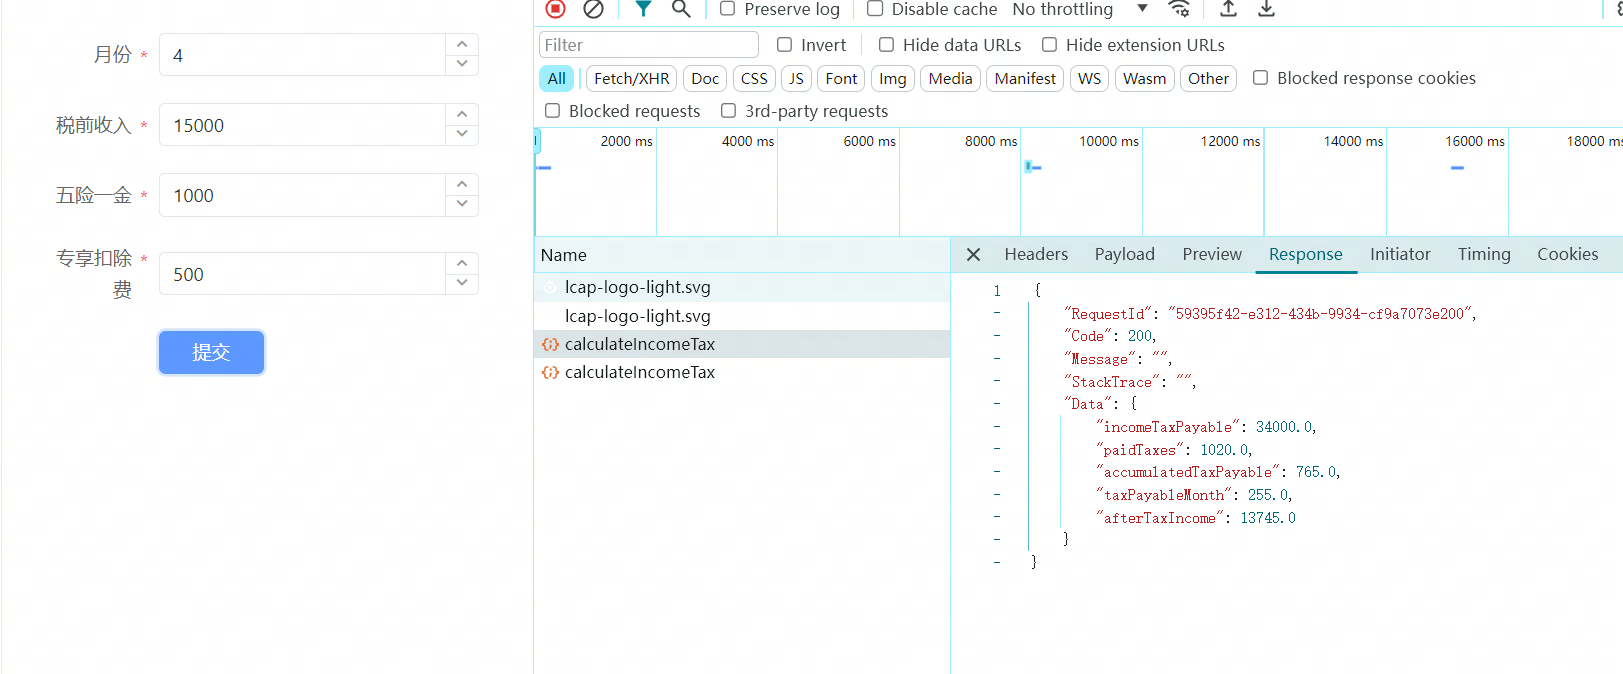 月份 * 4
税前收入 * 15000
五险一金 * 1000
专享扣除 *
费
500
提交
Preserve log Disable cache No throttling
Filter Invert Hide data URLs Hide extension URLs
All Fetch/XHR Doc CSS JS Font Img Media Manifest WS Wasm Other Blocked response cookies
Blocked requests 3rd-party requests
2000 ms 4000 ms 6000 ms 8000 ms 10000 ms 12000 ms 14000 ms 16000 ms 18000 ms
Name
lcap-logo-light.svg
lcap-logo-light.svg
calculateIncomeTax
calculateIncomeTax
Headers Payload Preview Response Initiator Timing Cookies
1 {
- "RequestId": "59395f42-e312-434b-9934-cf9a7073e200",
- "Code": 200,
- "Message": "",
- "StackTrace": "",
- "Data": {
- "incomeTaxPayable": 34000.0,
- "paidTaxes": 1020.0,
- "accumulatedTaxPayable": 765.0,
- "taxPayableMonth": 255.0,
- "afterTaxIncome": 13745.0
- }
- }